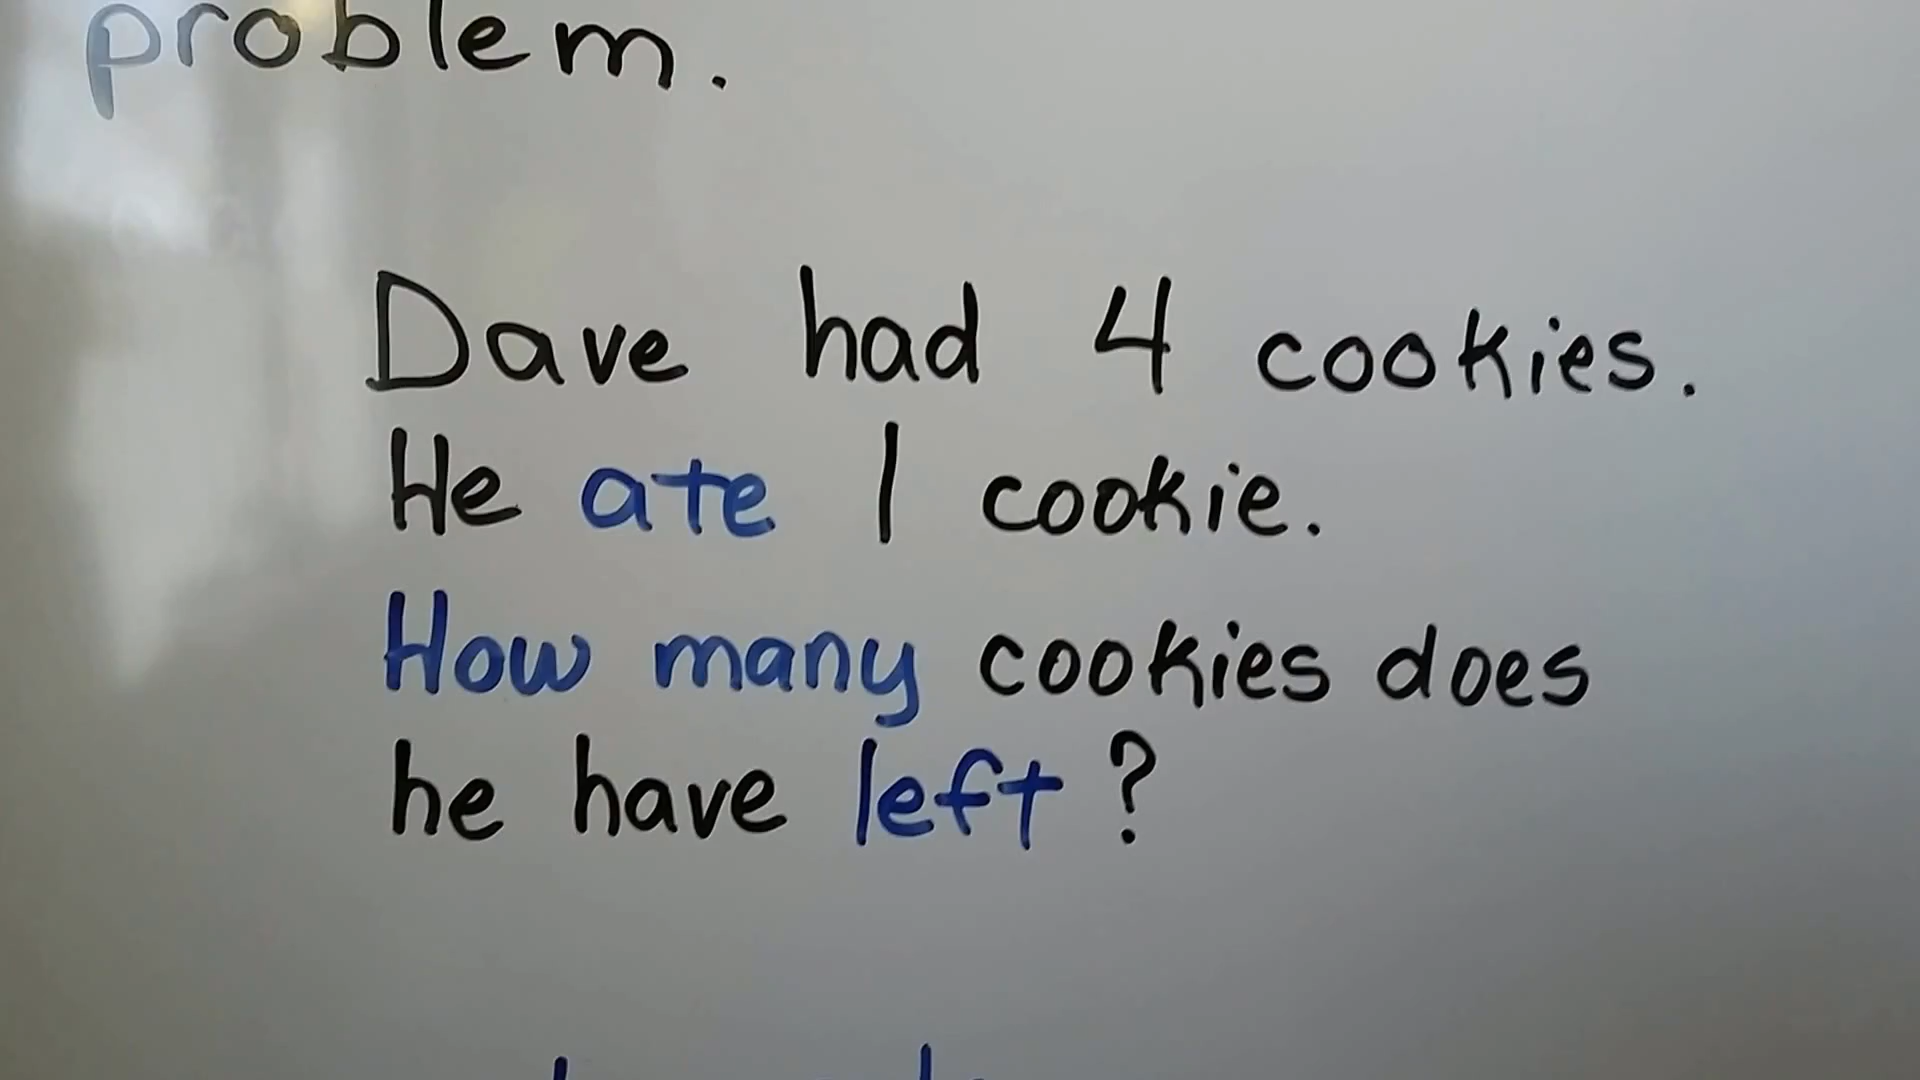 problem.
Dave had 4 cookies.
He ate 1 cookie.
How many cookies does
he have left?